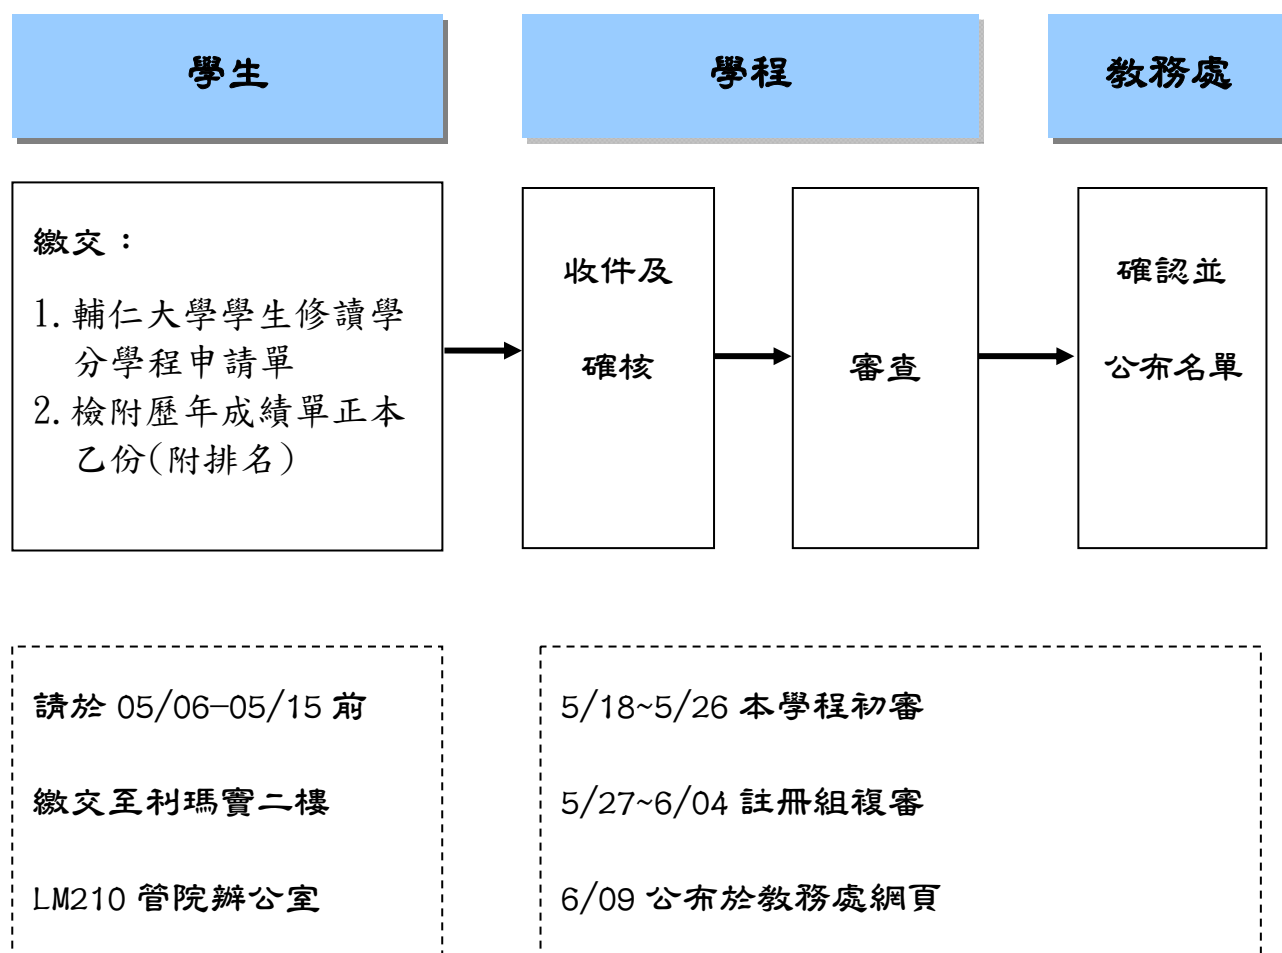 學生
學程
教務處
繳交：
1.輔仁大學學生修讀學
分學程申請單
2.檢附歷年成績單正本
乙份(附排名)
收件及
確核
審查
確認並
公布名單
請於 05/06-05/15 前
繳交至利瑪竇二樓
LM210 管院辦公室
5/18~5/26 本學程初審
5/27~6/04 註冊組複審
6/09 公布於教務處網頁